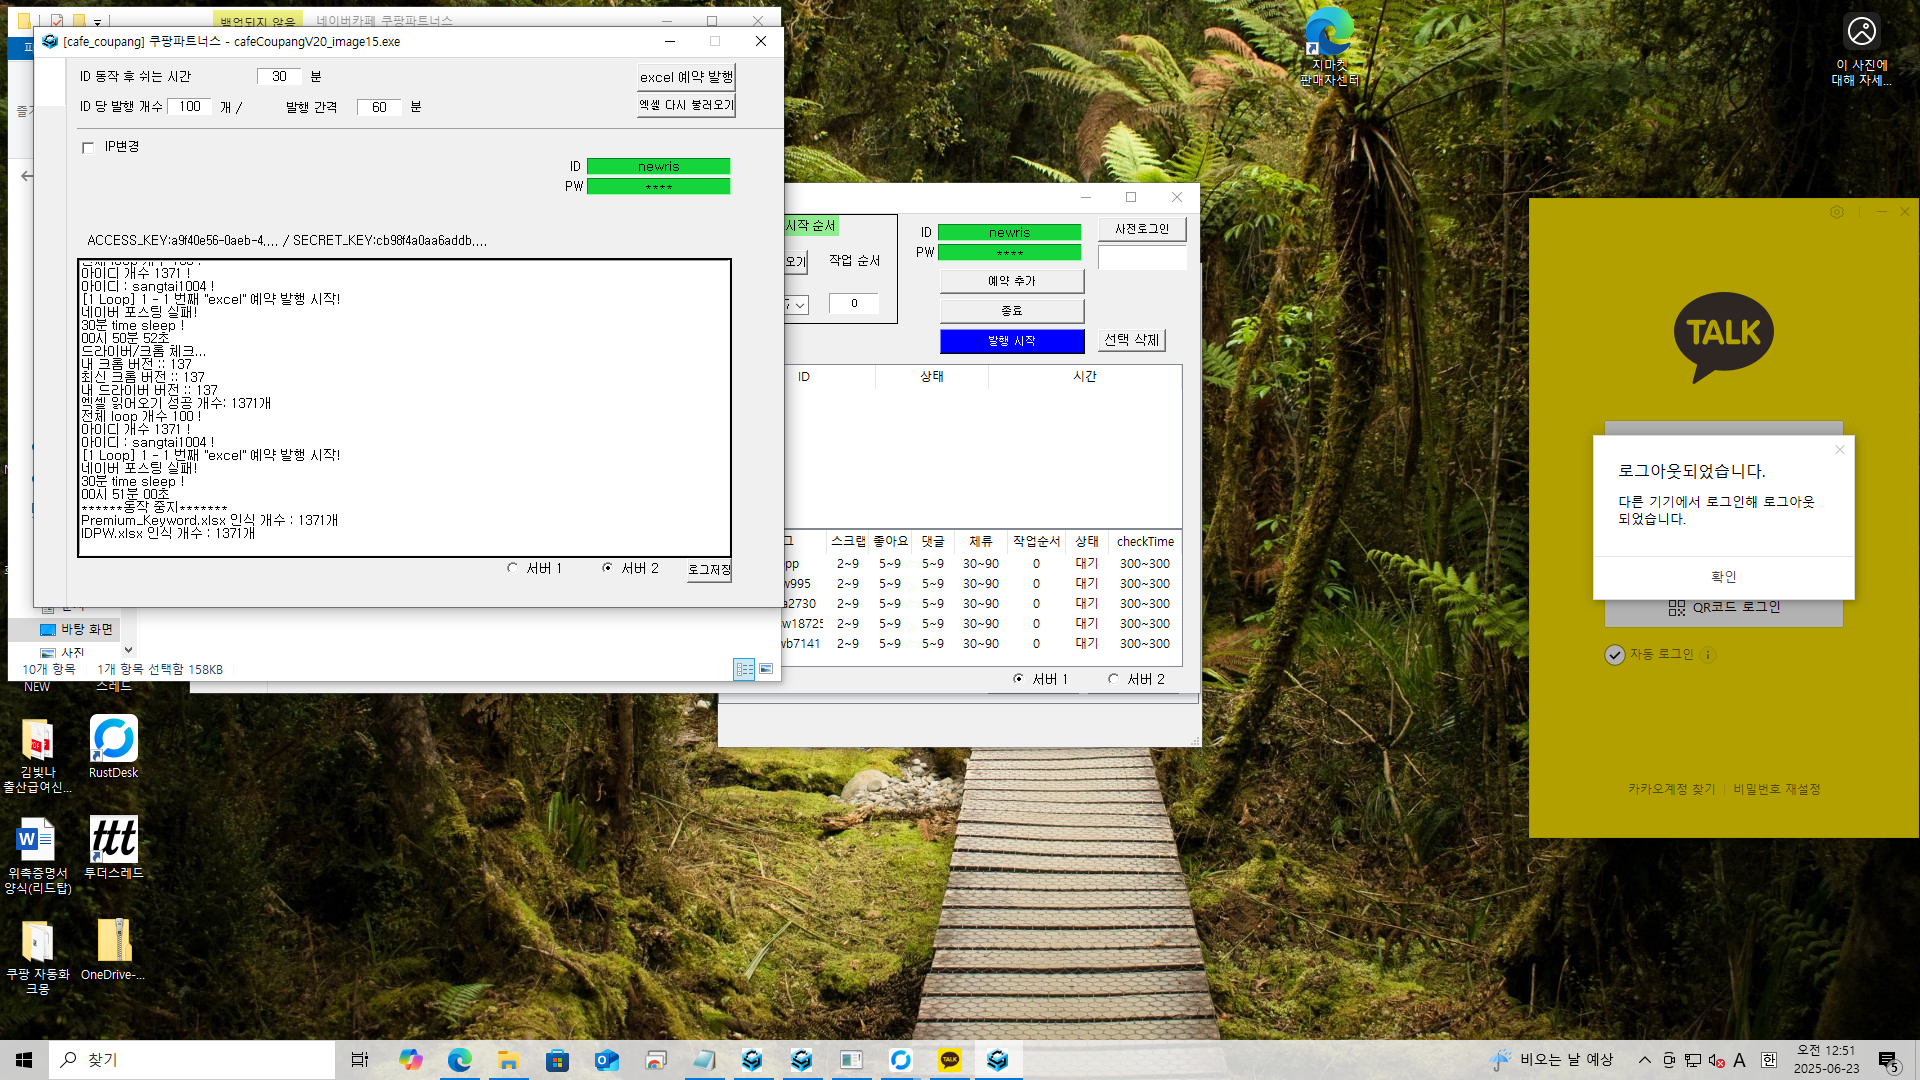 백업되지 않음
네이버카페 쿠팡파트너스
[cafe_coupang] 쿠팡파트너스 - cafeCoupangV20_image15.exe
ID 동작 후 쉬는 시간 30 분
excel 예약 발행
ID 당 발행 개수 100 개 / 발행 간격 60 분
엑셀 다시 불러오기
IP변경
ID newris
PW ****
ACCESS_KEY:a9f40e56-0aeb-4.... / SECRET_KEY:cb98f4a0aa6addb....
아이디 개수 1371 !
아이디 : sangtai1004 !
[1 Loop] 1 - 1 번째 "excel" 예약 발행 시작!
네이버 포스팅 실패!
30분 time sleep !
00시 50분 52초
드라이버/크롬 체크...
내 크롬 버전 :: 137
최신 크롬 버전 :: 137
내 드라이버 버전 :: 137
엑셀 읽어오기 성공 개수: 1371개
전체 loop 개수 100 !
아이디 개수 1371 !
아이디 : sangtai1004 !
[1 Loop] 1 - 1 번째 "excel" 예약 발행 시작!
네이버 포스팅 실패!
30분 time sleep !
00시 51분 00초
******동작 중지*******
Premium_Keyword.xlsx 인식 개수 : 1371개
IDPW.xlsx 인식 개수 : 1371개
서버 1
서버 2
로그저장
바탕 화면
사진
10개 항목
1개 항목 선택함 158KB
시작 순서
오기
작업 순서
0
ID newris
PW ****
사전로그인
예약 추가
종료
발행 시작
선택 삭제
ID 상태 시간
그 스크랩 좋아요 댓글 체류 작업순서 상태 checkTime
pp 2~9 5~9 5~9 30~90 0 대기 300~300
w995 2~9 5~9 5~9 30~90 0 대기 300~300
a2730 2~9 5~9 5~9 30~90 0 대기 300~300
w18725 2~9 5~9 5~9 30~90 0 대기 300~300
wb7141 2~9 5~9 5~9 30~90 0 대기 300~300
서버 1
서버 2
지마켓
판매자센터
이 사진에
대해 자세...
TALK
로그아웃되었습니다.
다른 기기에서 로그인해 로그아웃
되었습니다.
확인
QR코드 로그인
자동 로그인
카카오계정 찾기
비밀번호 재설정
NEW
스레드
김빛나
출산급여신...
RustDesk
위촉증명서
양식(리드탑)
ttt
투더스레드
쿠팡 자동화
크몽
OneDrive-...
찾기
비오는 날 예상
A
한
오전 12:51
2025-06-23
5